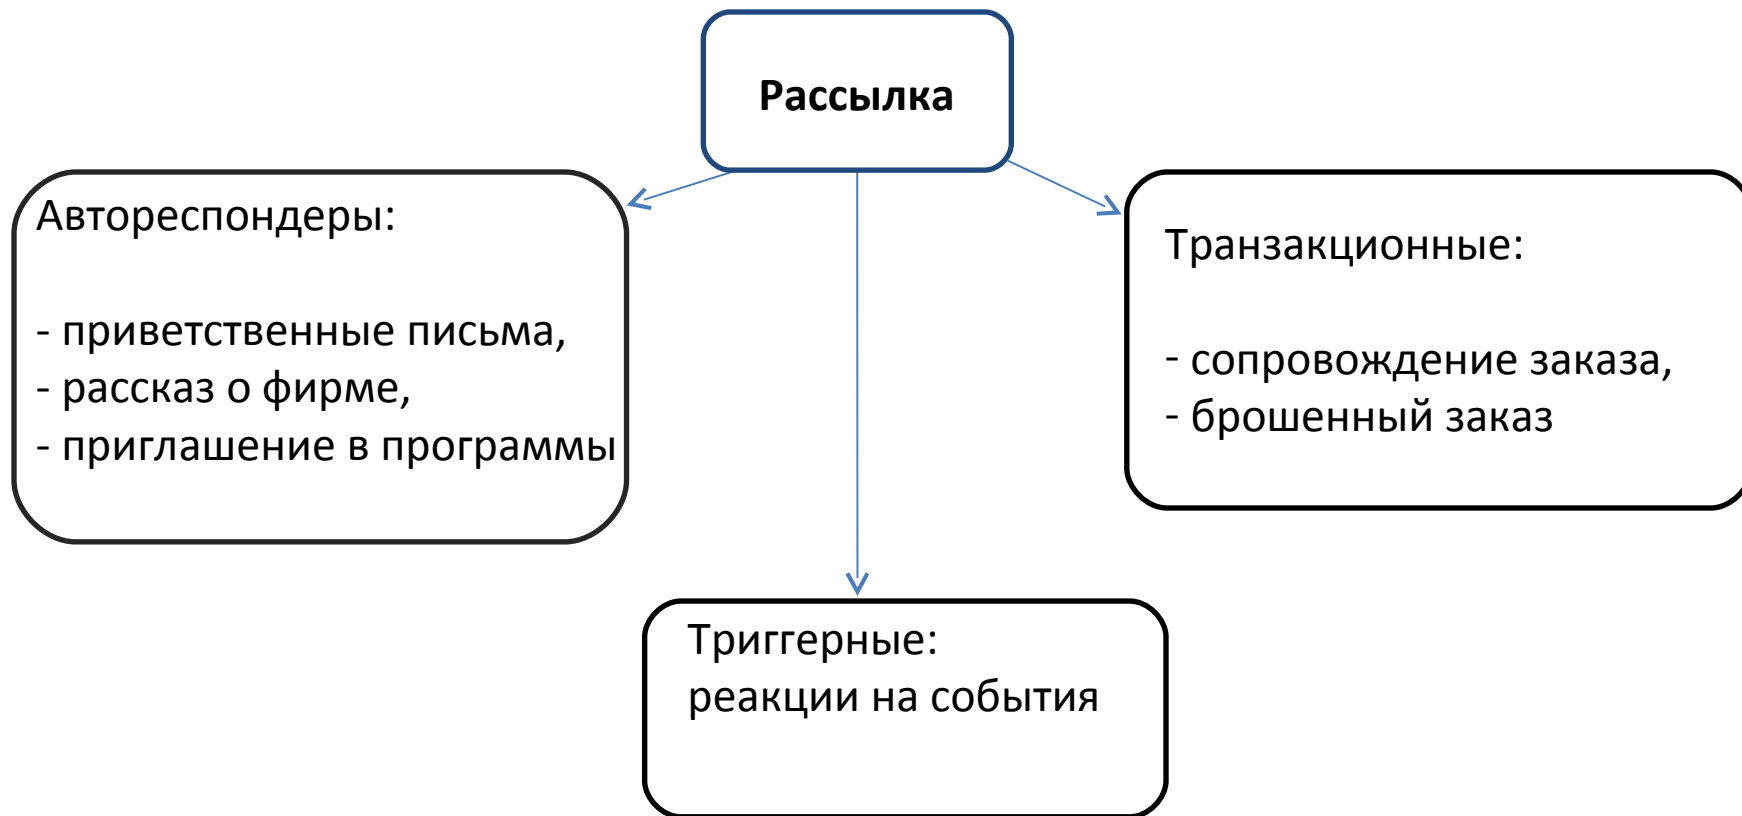 Рассылка
Автореспондеры:
- приветственные письма,
- рассказ о фирме,
- приглашение в программы
Транзакционные:
- сопровождение заказа,
- брошенный заказ
Триггерные:
реакции на события